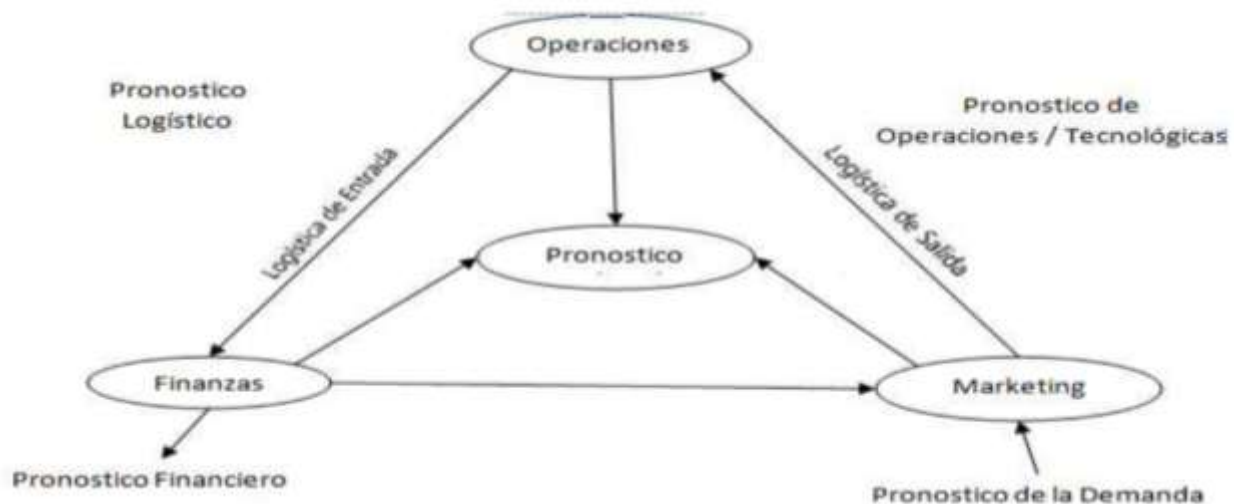 Operaciones
Pronostico
Logístico
Pronostico de
Operaciones / Tecnológicas
Logística de Entrada
Logística de Salida
Pronostico
Finanzas
Marketing
Pronostico Financiero
Pronostico de la Demanda